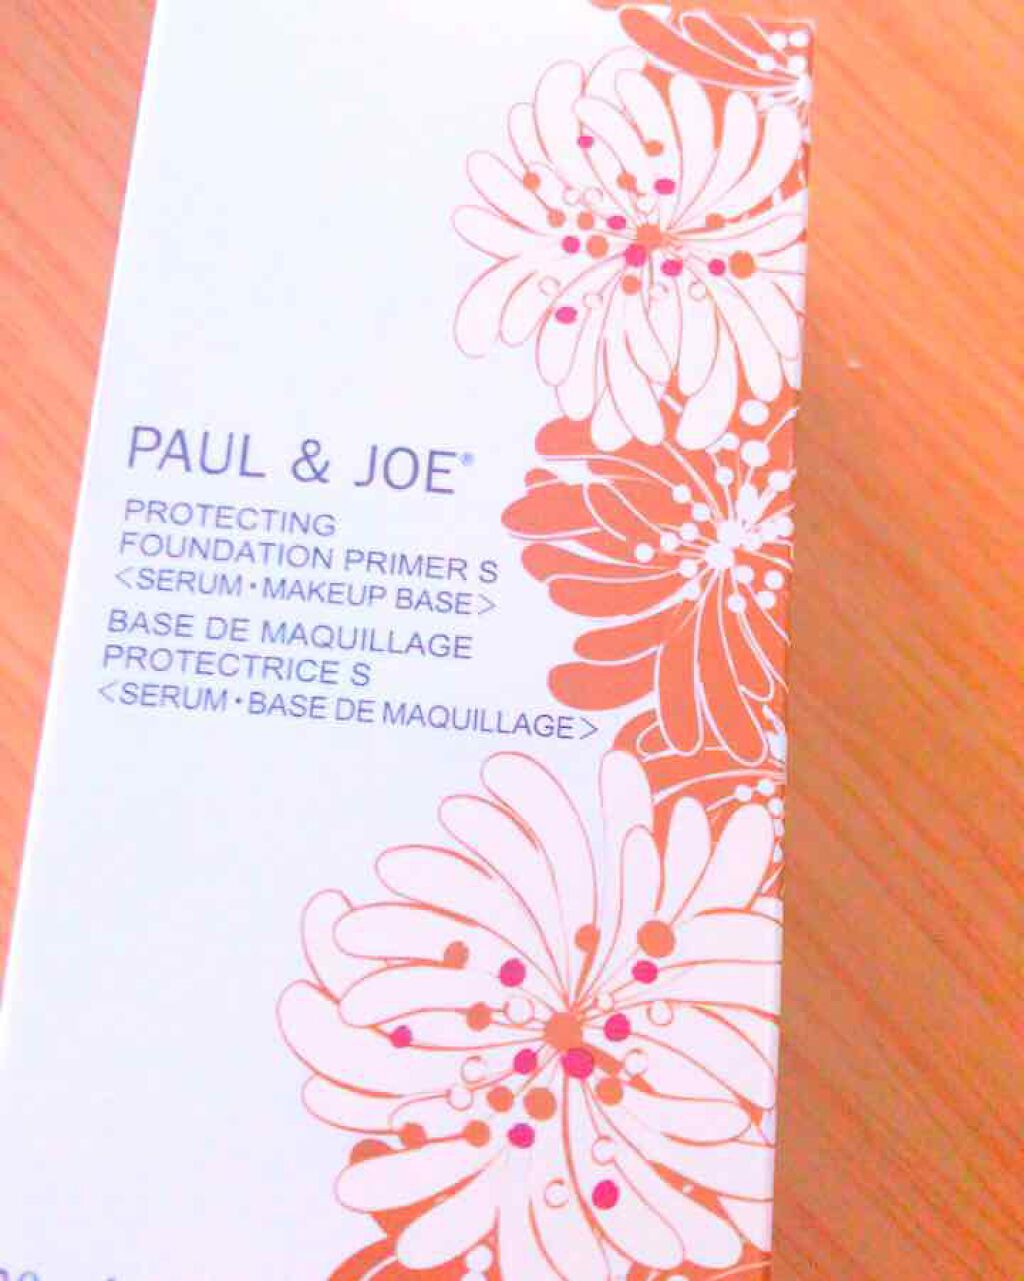 PAUL & JOE®
PROTECTING
FOUNDATION PRIMER S
<SERUM・MAKEUP BASE>
BASE DE MAQUILLAGE
PROTECTRICE S
<SERUM・BASE DE MAQUILLAGE>